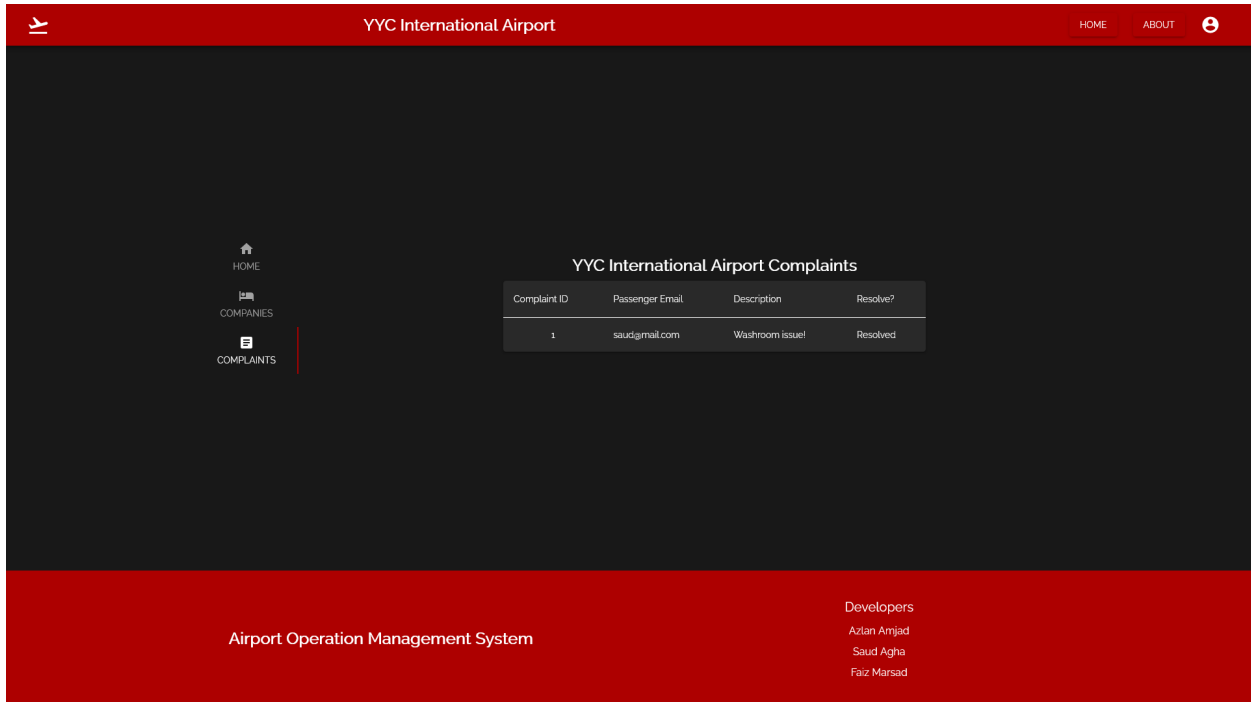 YYC International Airport
HOME
ABOUT
HOME
COMPANIES
COMPLAINTS
YYC International Airport Complaints
Complaint ID Passenger Email Description Resolve?
1 saud@mail.com Washroom issue! Resolved
Airport Operation Management System
Developers
Azlan Amjad
Saud Agha
Faiz Marsad